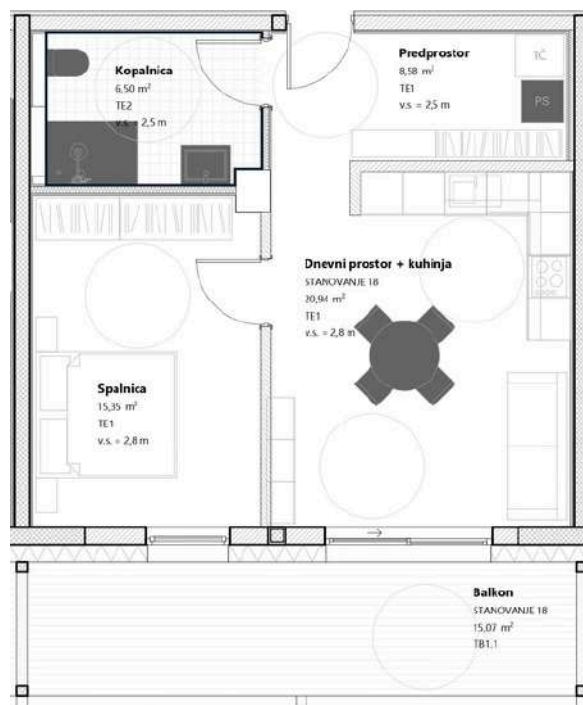 Kopalnica
6,50 m²
TE2
v.s. = 2,5 m
Predprostor
8,58 m²
TE1
v.s = 2,5 m
TČ
PS
Dnevni prostor + kuhinja
STANOVANJE 18
20,94 m²
TE1
v.s. = 2,8 m
Spalnica
15,35 m²
TE1
v.s. = 2,8 m
Balkon
STANOVANJE 18
15,07 m²
TB1.1